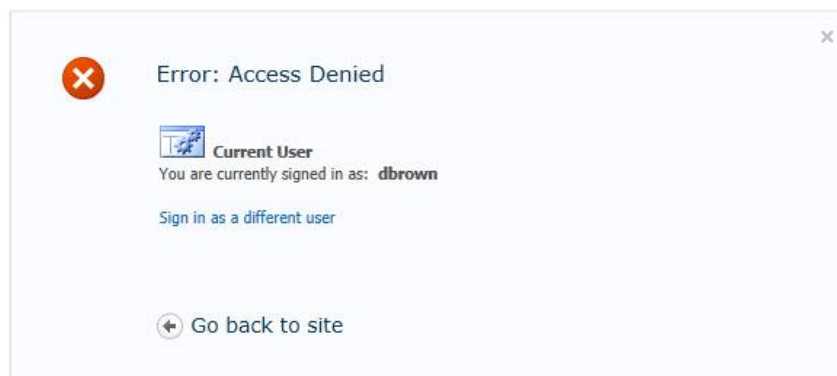 Error: Access Denied
Current User
You are currently signed in as: dbrown
Sign in as a different user
Go back to site